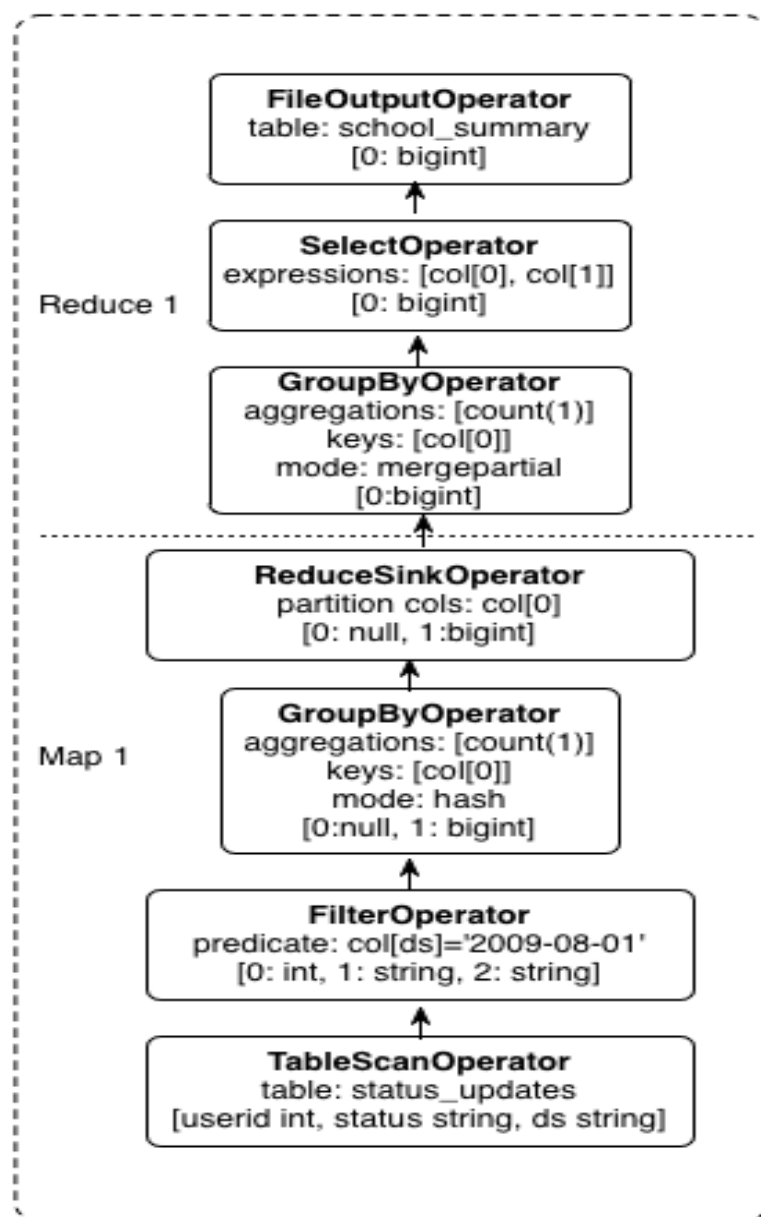 FileOutputOperator
table: school_summary
[0: bigint]
SelectOperator
expressions: [col[0], col[1]]
[0: bigint]
Reduce 1
GroupByOperator
aggregations: [count(1)]
keys: [col[0]]
mode: mergepartial
[0:bigint]
ReduceSinkOperator
partition cols: col[0]
[0: null, 1:bigint]
Map 1
GroupByOperator
aggregations: [count(1)]
keys: [col[0]]
mode: hash
[0:null, 1: bigint]
FilterOperator
predicate: col[ds]='2009-08-01'
[0: int, 1: string, 2: string]
TableScanOperator
table: status_updates
[userid int, status string, ds string]